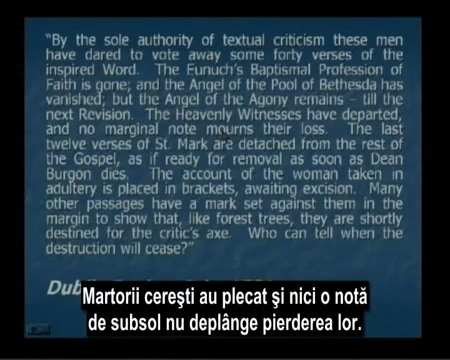 “By the sole authority of textual criticism these men
have dared to vote away some forty verses of the
inspired Word.  The Eunuch's Baptismal Profession of
Faith is gone; and the Angel of the Pool of Bethesda has
vanished; but the Angel of the Agony remains – till the
next Revision.  The Heavenly Witnesses have departed,
and no marginal note mourns their loss.  The last
twelve verses of St. Mark are detached from the rest of
the Gospel, as if ready for removal as soon as Dean
Burgon dies.  The account of the woman taken in
adultery is placed in brackets, awaiting excision.  Many
other passages have a mark set against them in the
margin to show that, like forest trees, they are shortly
destined for the critic's axe.  Who can tell when the
destruction will cease?”
Martorii cereşti au plecat şi nici o notă
de subsol nu deplânge pierderea lor.